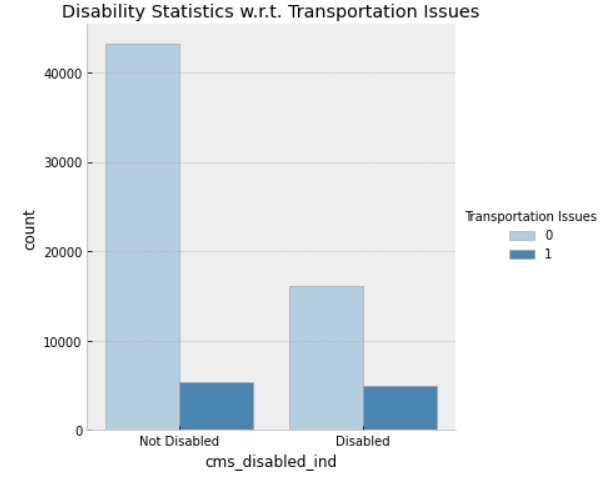 Disability Statistics w.r.t. Transportation Issues
count
40000
30000
20000
10000
0
Not Disabled
Disabled
cms_disabled_ind
Transportation Issues
0
1